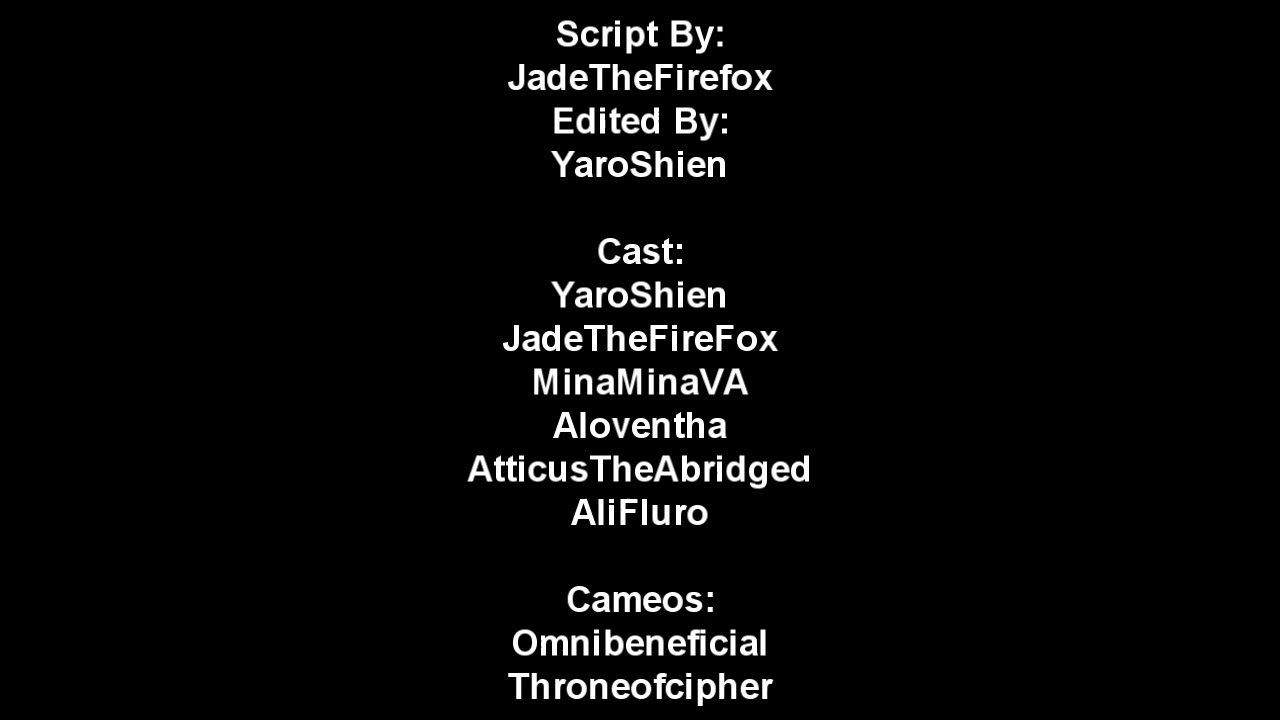 Script By:
JadeTheFirefox
Edited By:
YaroShien
Cast:
YaroShien
JadeTheFireFox
MinaMinaVA
Aloventha
AtticusTheAbridged
AliFluro
Cameos:
Omnibeneficial
Throneofcipher